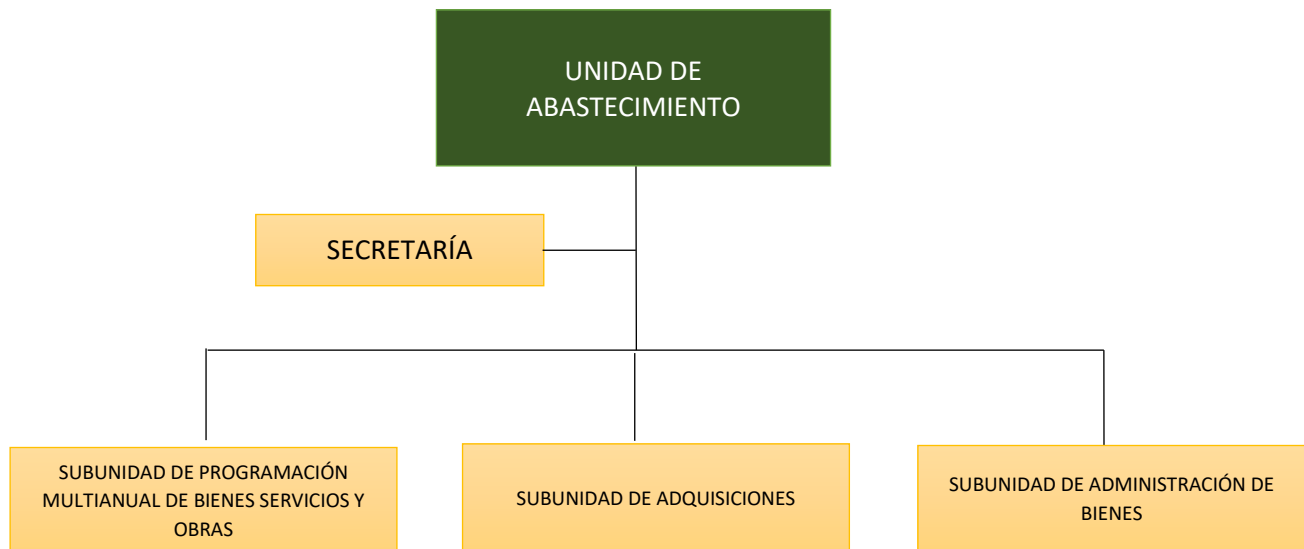 UNIDAD DE
ABASTECIMIENTO
SECRETARÍA
SUBUNIDAD DE PROGRAMACIÓN
MULTIANUAL DE BIENES SERVICIOS Y
OBRAS
SUBUNIDAD DE ADQUISICIONES
SUBUNIDAD DE ADMINISTRACIÓN DE
BIENES